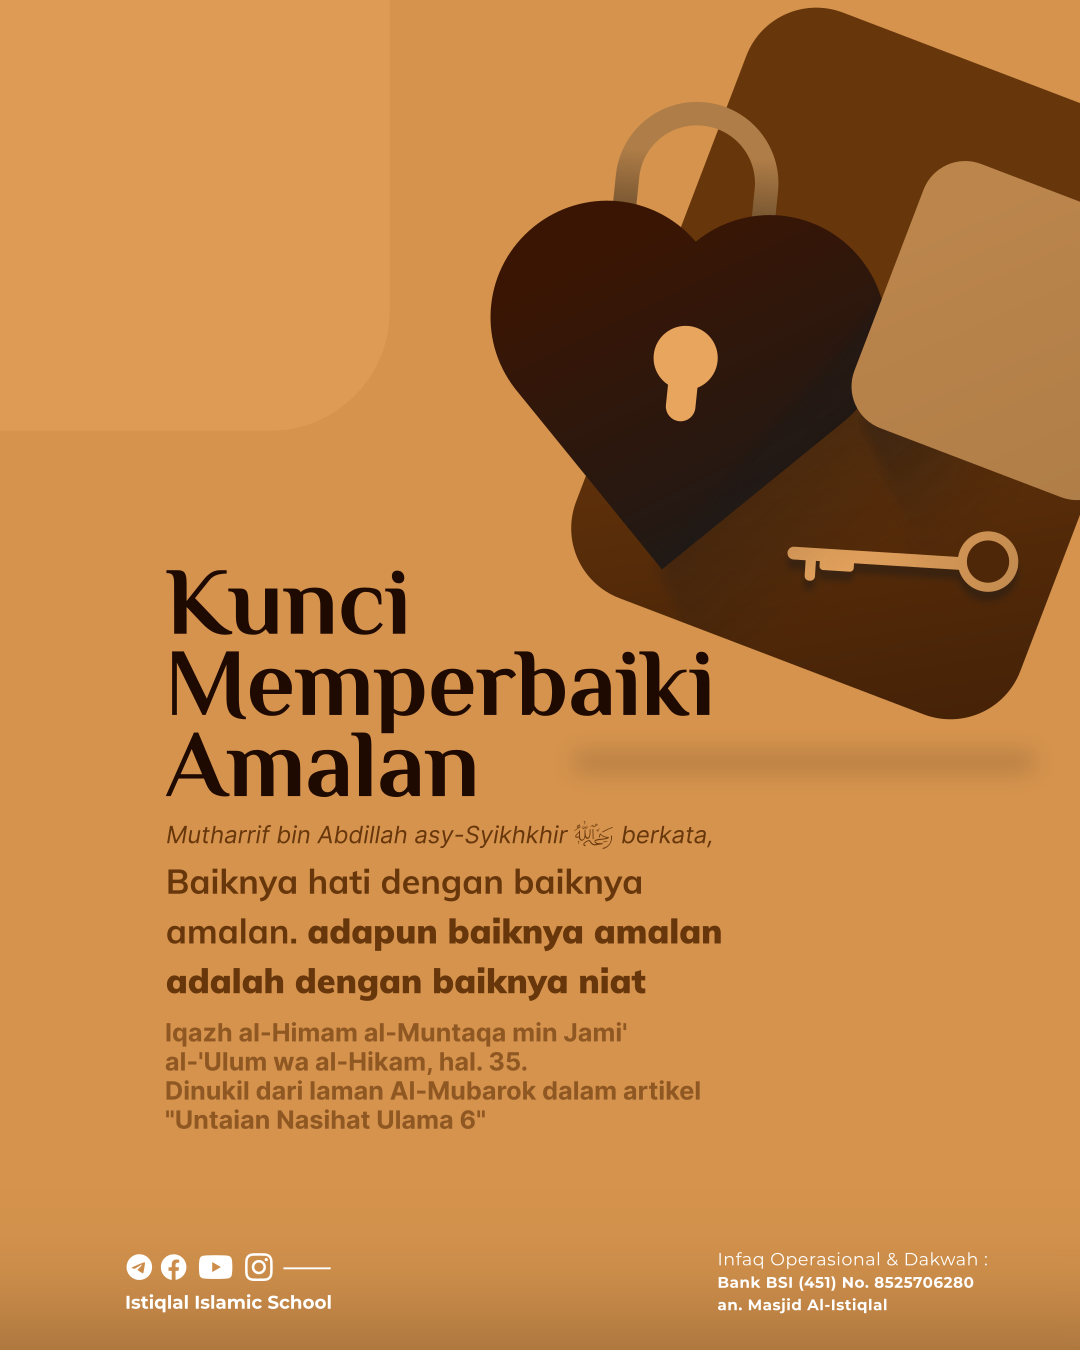 Kunci
Memperbaiki
Amalan
Mutharrif bin Abdillah asy-Syikhkhir رحمه الله berkata,
Baiknya hati dengan baiknya
amalan. adapun baiknya amalan
adalah dengan baiknya niat
Iqazh al-Himam al-Muntaqa min Jami'
al-'Ulum wa al-Hikam, hal. 35.
Dinukil dari laman Al-Mubarok dalam artikel
"Untaian Nasihat Ulama 6"
Istiqlal Islamic School
Infaq Operasional & Dakwah :
Bank BSI (451) No. 8525706280
an. Masjid Al-Istiqlal